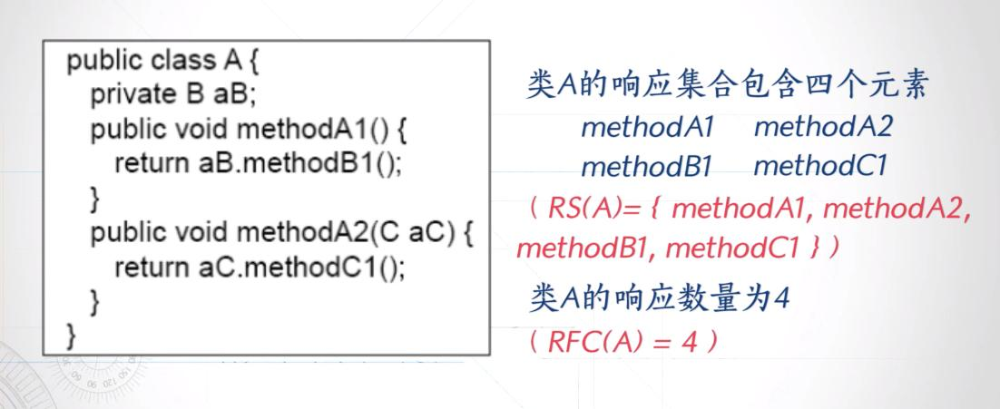 public class A {
private B aB;
public void methodA1() {
return aB.methodB1();
}
public void methodA2(C aC) {
return aC.methodC1();
}
}
类A的响应集合包含四个元素
methodA1 methodA2
methodB1 methodC1
( RS(A)= { methodA1, methodA2,
methodB1, methodC1 } )
类A的响应数量为4
( RFC(A) = 4 )